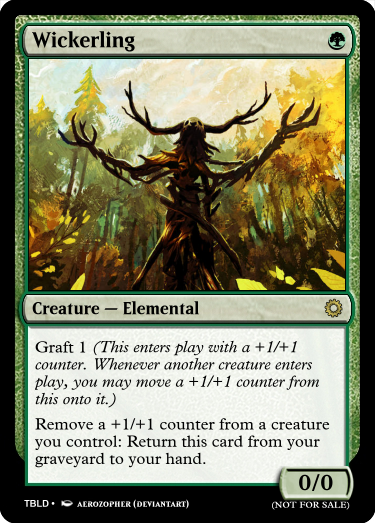 Wickerling
Creature — Elemental
Graft 1 (This enters play with a +1/+1
counter. Whenever another creature enters
play, you may move a +1/+1 counter from
this onto it.)
Remove a +1/+1 counter from a creature
you control: Return this card from your
graveyard to your hand.
0/0
TBLD • AEROZOPHER (DEVIANTART)
(NOT FOR SALE)